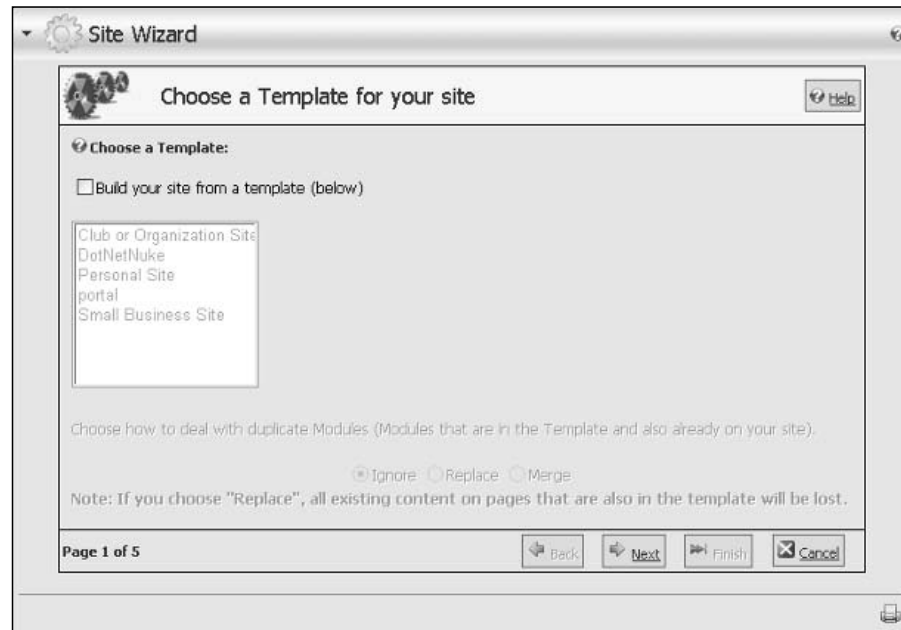 Site Wizard
Choose a Template for your site
Help
Choose a Template:
Build your site from a template (below)
Club or Organization Site
DotNetNuke
Personal Site
portal
Small Business Site
Choose how to deal with duplicate Modules (Modules that are in the Template and also already on your site).
Ignore Replace Merge
Note: If you choose "Replace", all existing content on pages that are also in the template will be lost.
Page 1 of 5 Back Next Finish Cancel